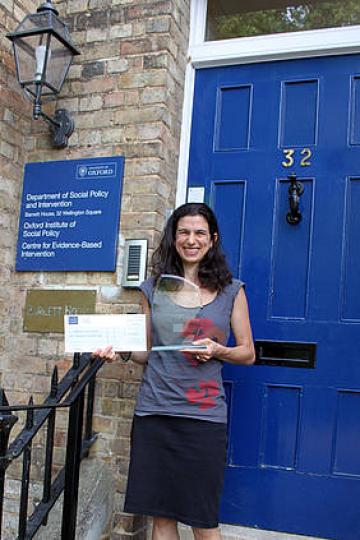 UNIVERSITY OF
OXFORD
Department of Social Policy
and Intervention
Barnett House, 32 Wellington Square
Oxford Institute of
Social Policy
Centre for Evidence-Based
Intervention
32